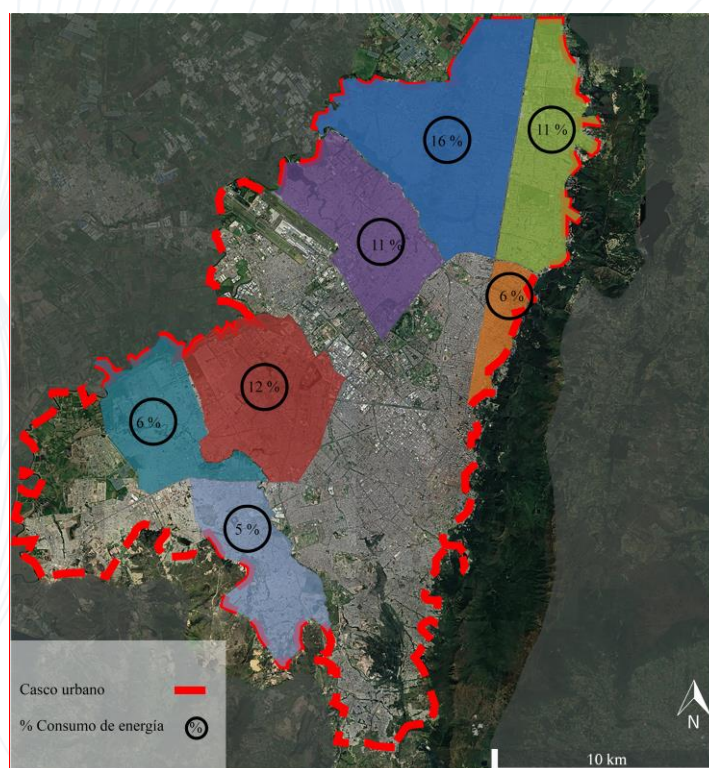 16 %
11 %
11 %
6 %
12 %
6 %
5 %
Casco urbano
% Consumo de energía
%
N
10 km